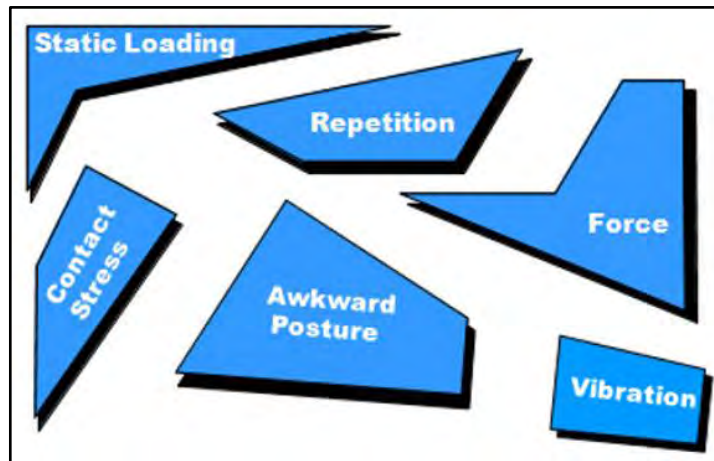 Static Loading
Repetition
Force
Contact
Stress
Awkward
Posture
Vibration